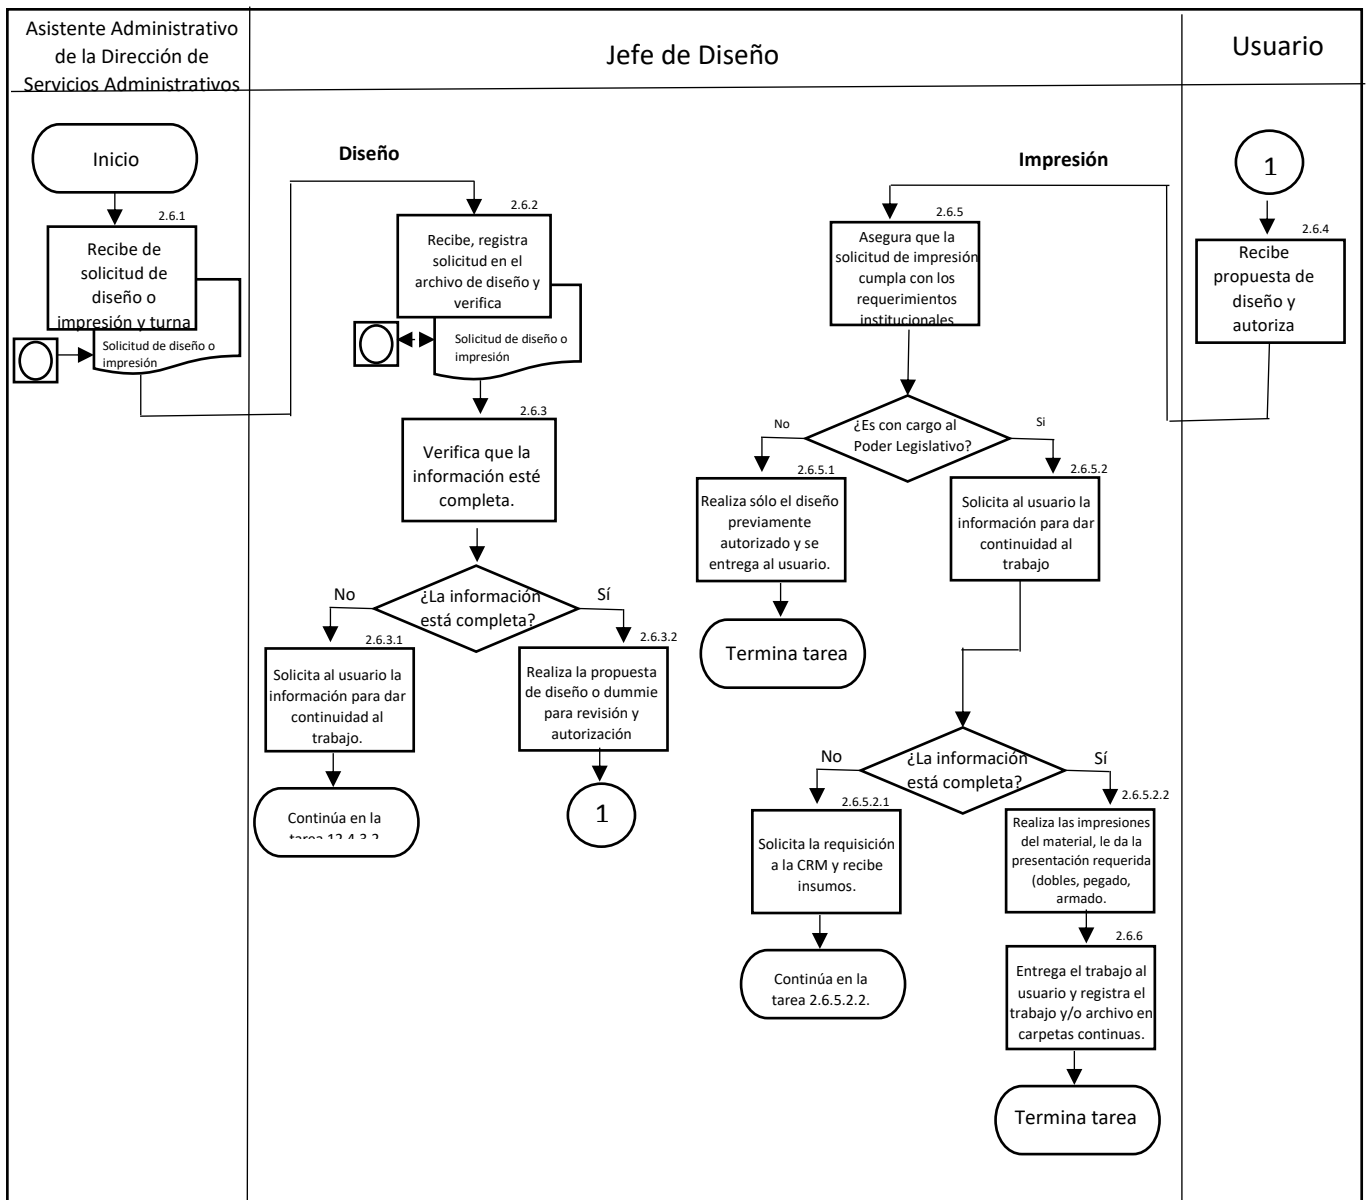 Asistente Administrativo
de la Dirección de
Servicios Administrativos
Jefe de Diseño
Usuario
Inicio
2.6.1
Recibe de
solicitud de
diseño o
impresión y turna
Solicitud de diseño o
impresión
Diseño
2.6.2
Recibe, registra
solicitud en el
archivo de diseño y
verifica
Solicitud de diseño o
impresión
2.6.3
Verifica que la
información esté
completa.
¿La información
está completa?
No
Sí
2.6.3.1
Solicita al usuario la
información para dar
continuidad al
trabajo.
Continúa en la
tarea 12.4.3.2
2.6.3.2
Realiza la propuesta
de diseño o dummie
para revisión y
autorización
1
Impresión
2.6.5
Asegura que la
solicitud de impresión
cumpla con los
requerimientos
institucionales
¿Es con cargo al
Poder Legislativo?
No
Si
2.6.5.1
Realiza sólo el diseño
previamente
autorizado y se
entrega al usuario.
Termina tarea
2.6.5.2
Solicita al usuario la
información para dar
continuidad al
trabajo
¿La información
está completa?
No
Sí
2.6.5.2.1
Solicita la requisición
a la CRM y recibe
insumos.
Continúa en la
tarea 2.6.5.2.2.
2.6.5.2.2
Realiza las impresiones
del material, le da la
presentación requerida
(dobles, pegado,
armado.
2.6.6
Entrega el trabajo al
usuario y registra el
trabajo y/o archivo en
carpetas continuas.
Termina tarea
1
2.6.4
Recibe
propuesta de
diseño y
autoriza